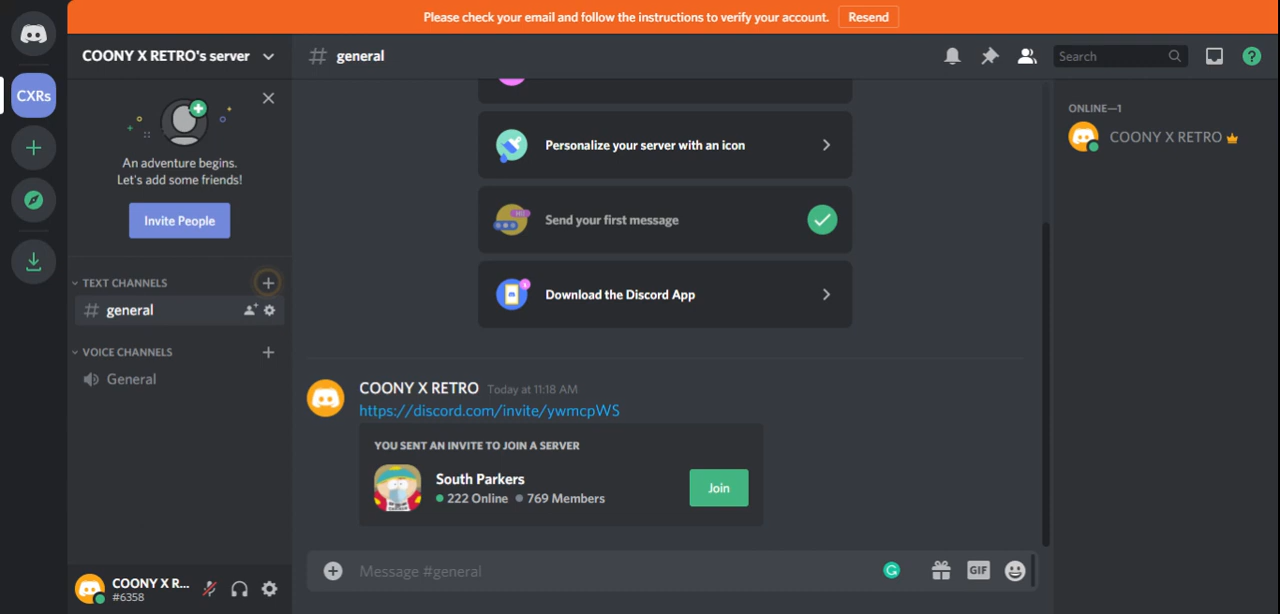 Please check your email and follow the instructions to verify your account. Resend
COONY X RETRO's server
# general
Search
?
CXRs
An adventure begins.
Let's add some friends!
Invite People
TEXT CHANNELS
# general
VOICE CHANNELS
General
Personalize your server with an icon
Send your first message
Download the Discord App
COONY X RETRO Today at 11:18 AM
https://discord.com/invite/ywmcpWS
YOU SENT AN INVITE TO JOIN A SERVER
South Parkers
222 Online 769 Members
Join
Message #general
GIF
ONLINE—1
COONY X RETRO
COONY X R...
#6358